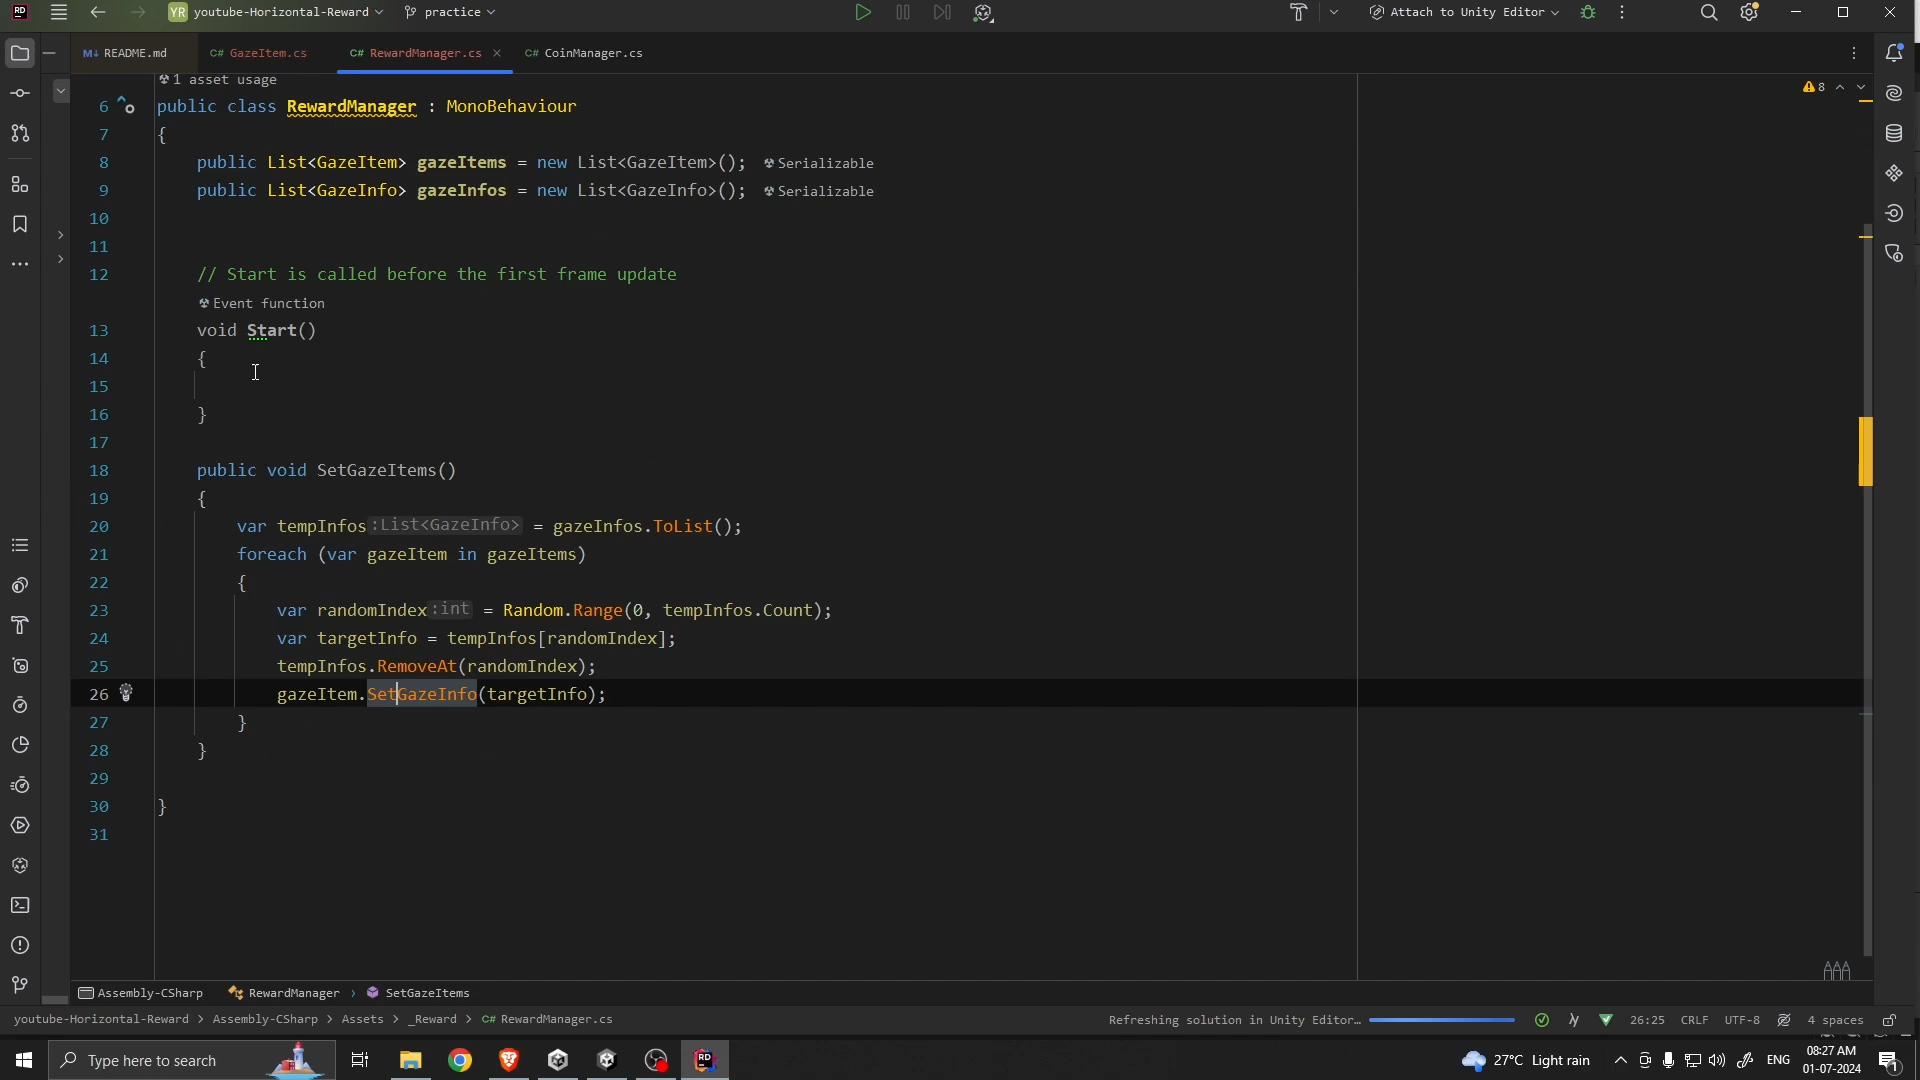 YR youtube-Horizontal-Reward practice Attach to Unity Editor
M↓ README.md C# GazeItem.cs C# RewardManager.cs C# CoinManager.cs
1 asset usage
8
6 public class RewardManager : MonoBehaviour
7 {
8 public List<GazeItem> gazeItems = new List<GazeItem>(); Serializable
9 public List<GazeInfo> gazeInfos = new List<GazeInfo>(); Serializable
10
11
12 // Start is called before the first frame update
Event function
13 void Start()
14 {
15
16 }
17
18 public void SetGazeItems()
19 {
20 var tempInfos :List<GazeInfo> = gazeInfos.ToList();
21 foreach (var gazeItem in gazeItems)
22 {
23 var randomIndex :int = Random.Range(0, tempInfos.Count);
24 var targetInfo = tempInfos[randomIndex];
25 tempInfos.RemoveAt(randomIndex);
26 gazeItem.SetGazeInfo(targetInfo);
27 }
28 }
29
30 }
31
Assembly-CSharp RewardManager › SetGazeItems
youtube-Horizontal-Reward › Assembly-CSharp › Assets › _Reward › C# RewardManager.cs Refreshing solution in Unity Editor... 26:25 CRLF UTF-8 4 spaces
Type here to search RD 27°C Light rain ENG 08:27 AM
01-07-2024 1